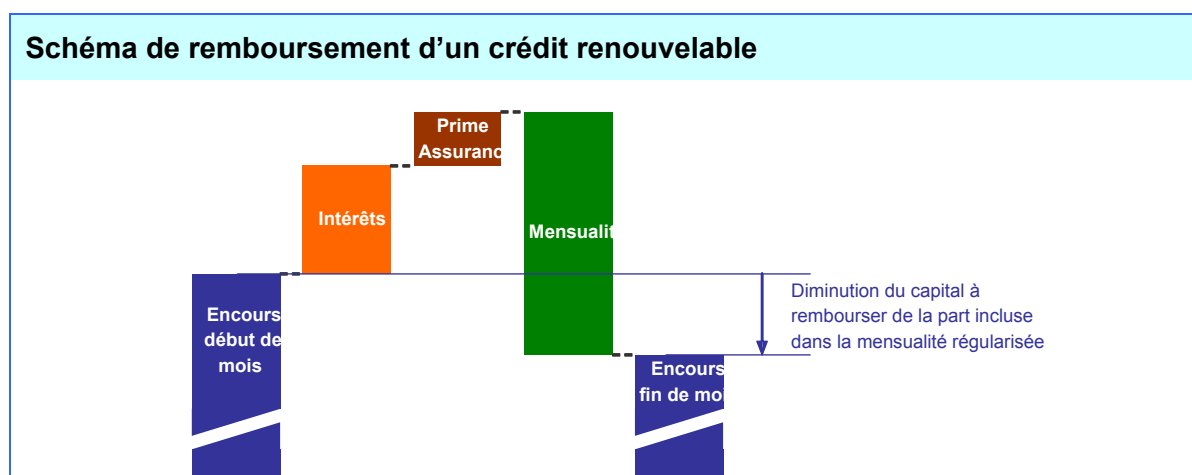 Schéma de remboursement d'un crédit renouvelable
Prime
Assuranc
Intérêts
Mensualit
Encours
début de
mois
Diminution du capital à
rembourser de la part incluse
dans la mensualité régularisée
Encours
fin de moi